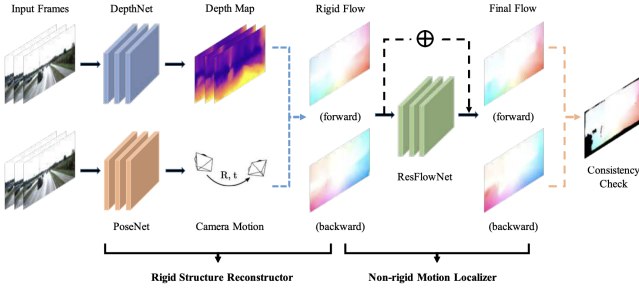 Input Frames
DepthNet
Depth Map
Rigid Flow
Final Flow
(forward)
(forward)
R, t
ResFlowNet
Consistency
Check
PoseNet
Camera Motion
(backward)
(backward)
Rigid Structure Reconstructor
Non-rigid Motion Localizer